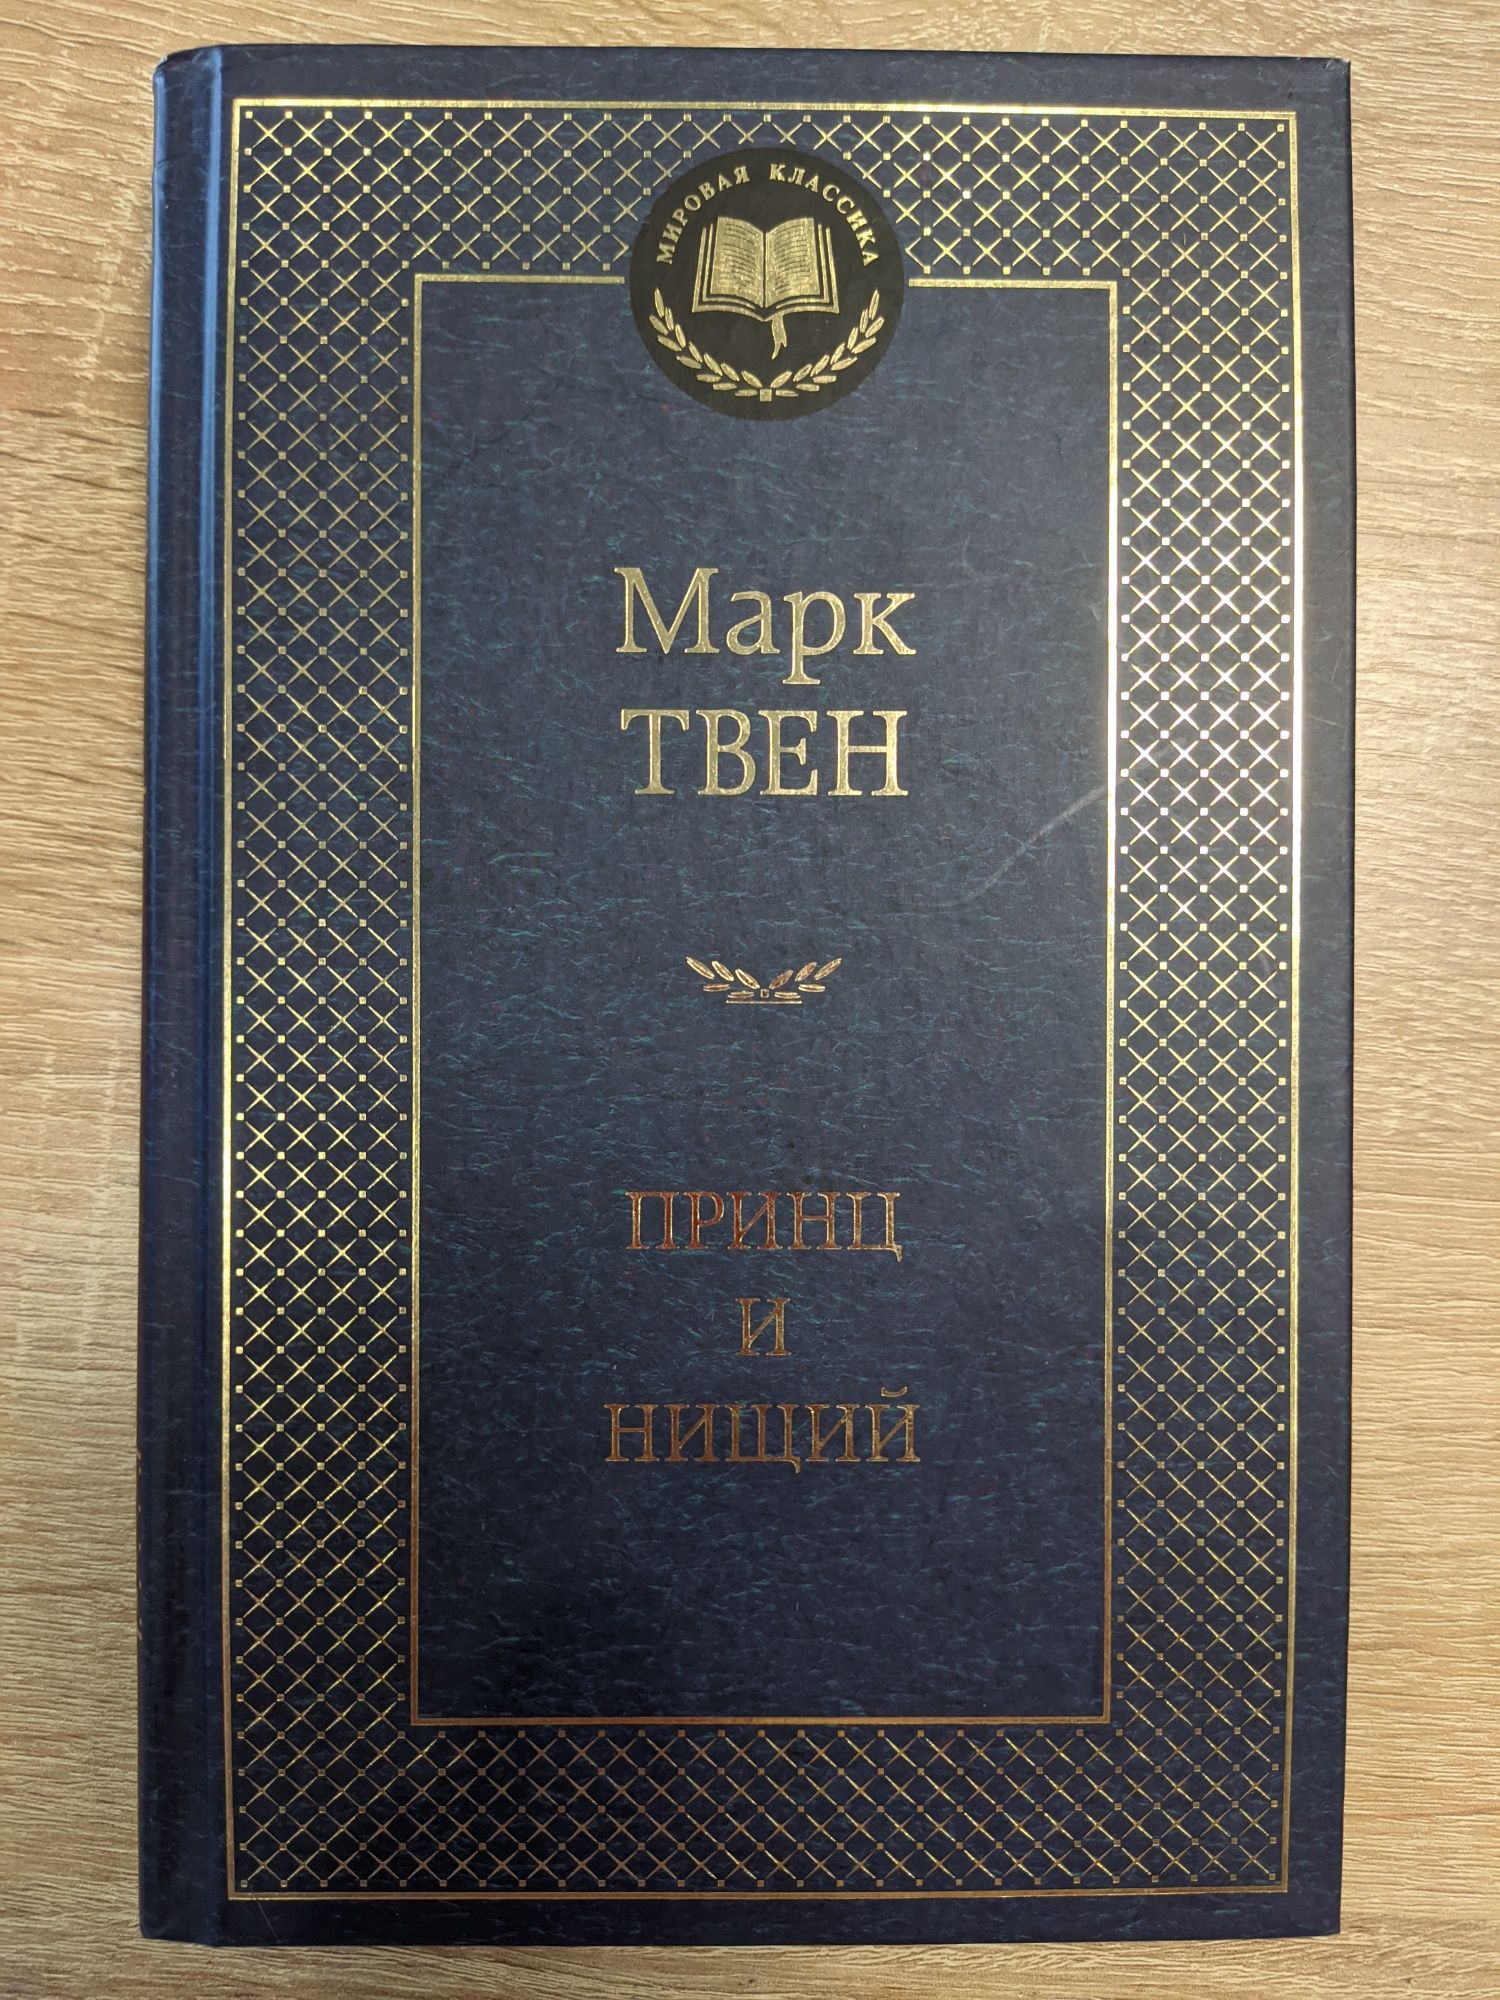 МИРОВАЯ КЛАССИКА
Марк
ТВЕН
ПРИНЦ
И
НИЩИЙ